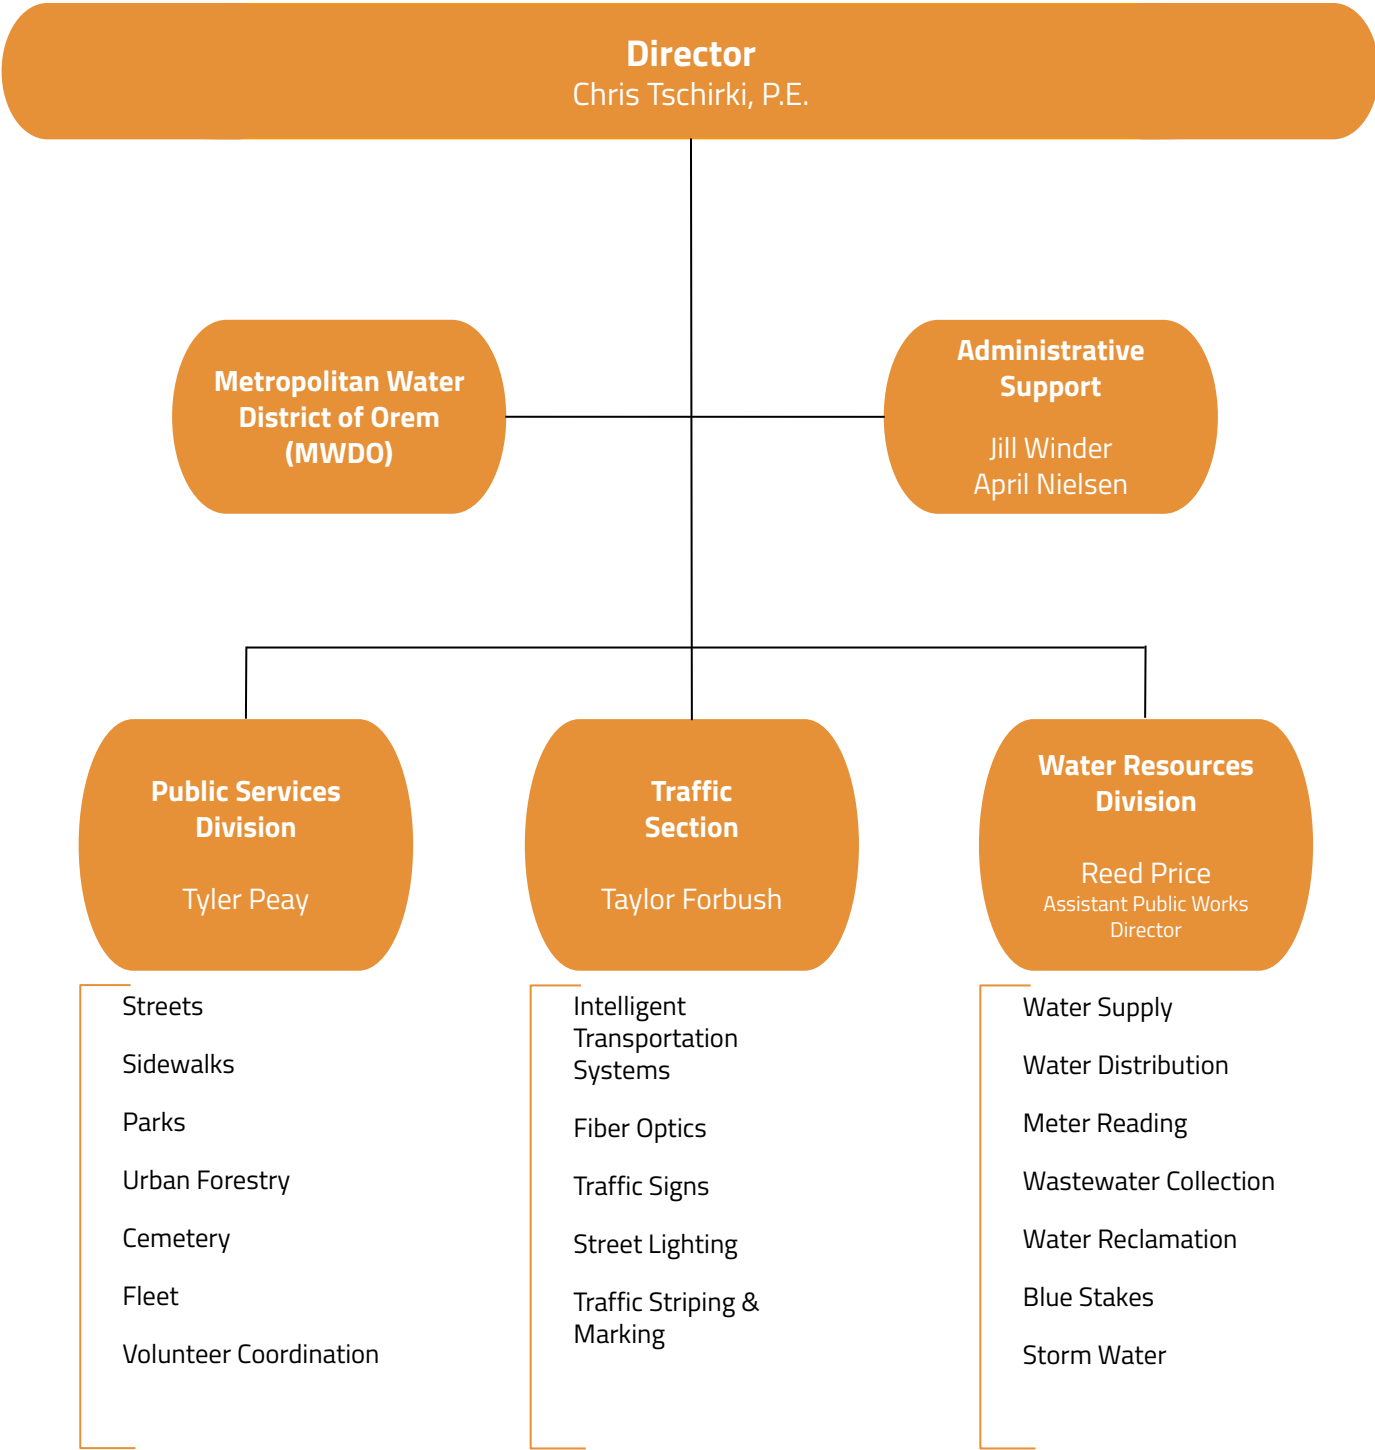 Director
Chris Tschirki, P.E.
Metropolitan Water
District of Orem
(MWDO)
Administrative
Support
Jill Winder
April Nielsen
Public Services
Division
Tyler Peay
Traffic
Section
Taylor Forbush
Water Resources
Division
Reed Price
Assistant Public Works
Director
Streets
Sidewalks
Parks
Urban Forestry
Cemetery
Fleet
Volunteer Coordination
Intelligent
Transportation
Systems
Fiber Optics
Traffic Signs
Street Lighting
Traffic Striping &
Marking
Water Supply
Water Distribution
Meter Reading
Wastewater Collection
Water Reclamation
Blue Stakes
Storm Water